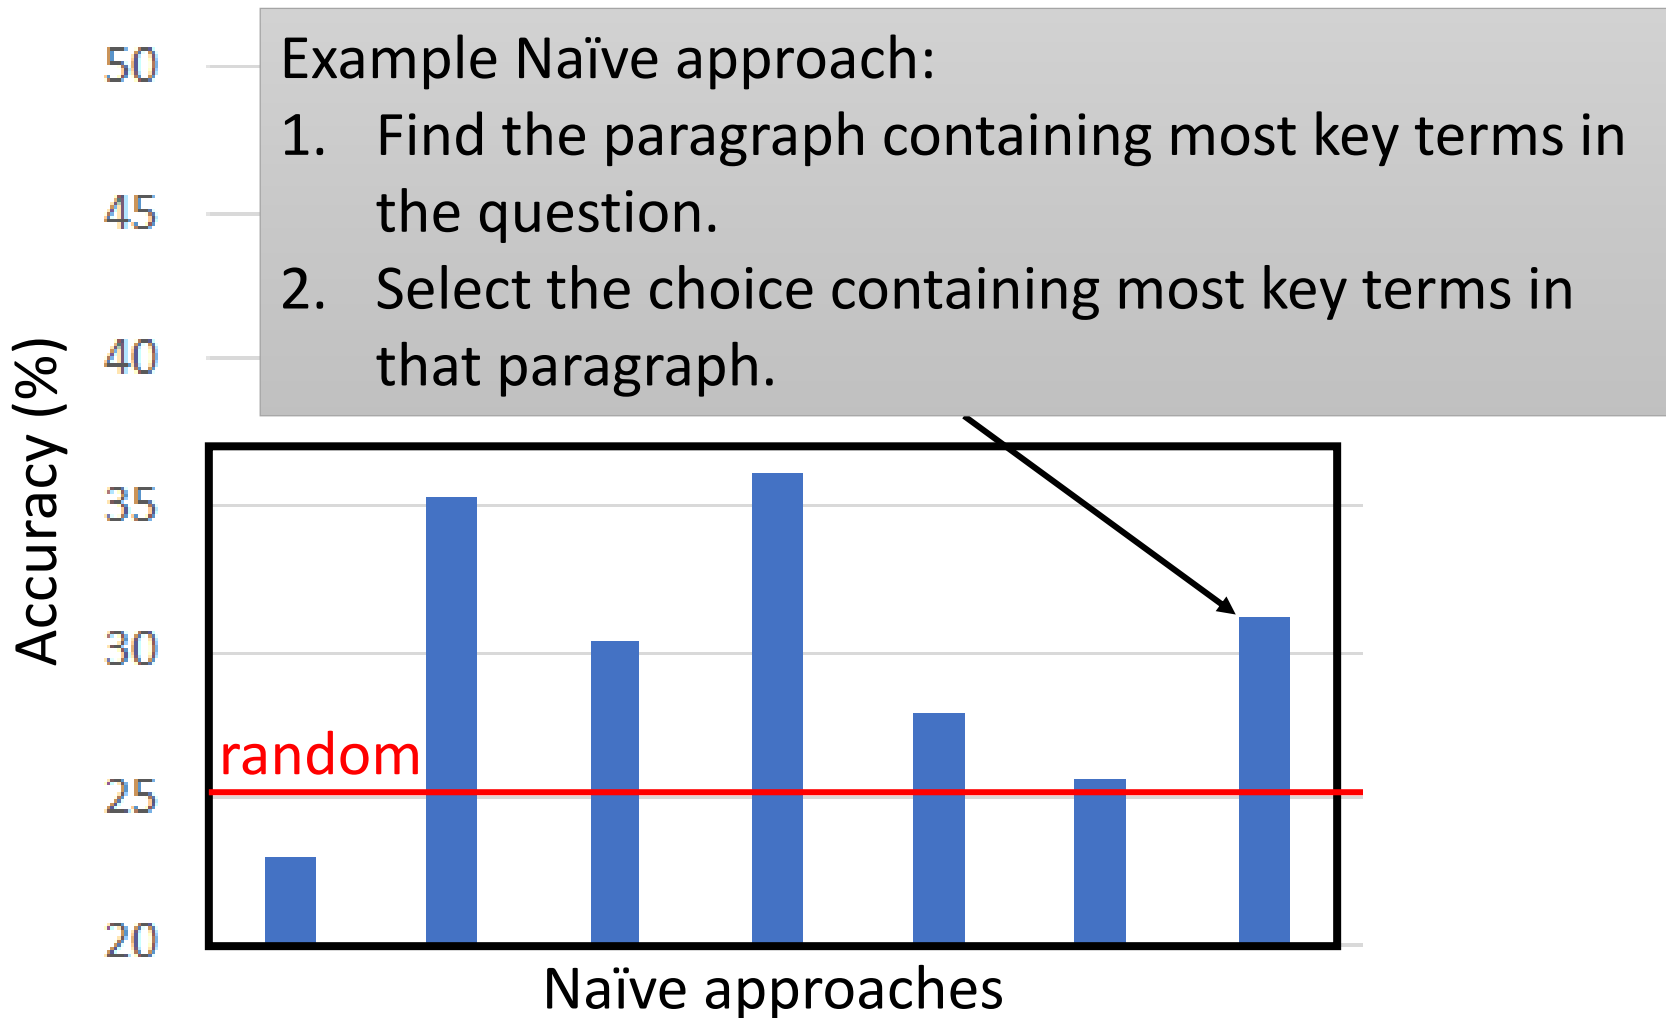 Example Naïve approach:
1. Find the paragraph containing most key terms in
the question.
2. Select the choice containing most key terms in
that paragraph.
50
45
40
35
30
25
20
Accuracy (%)
random
Naïve approaches